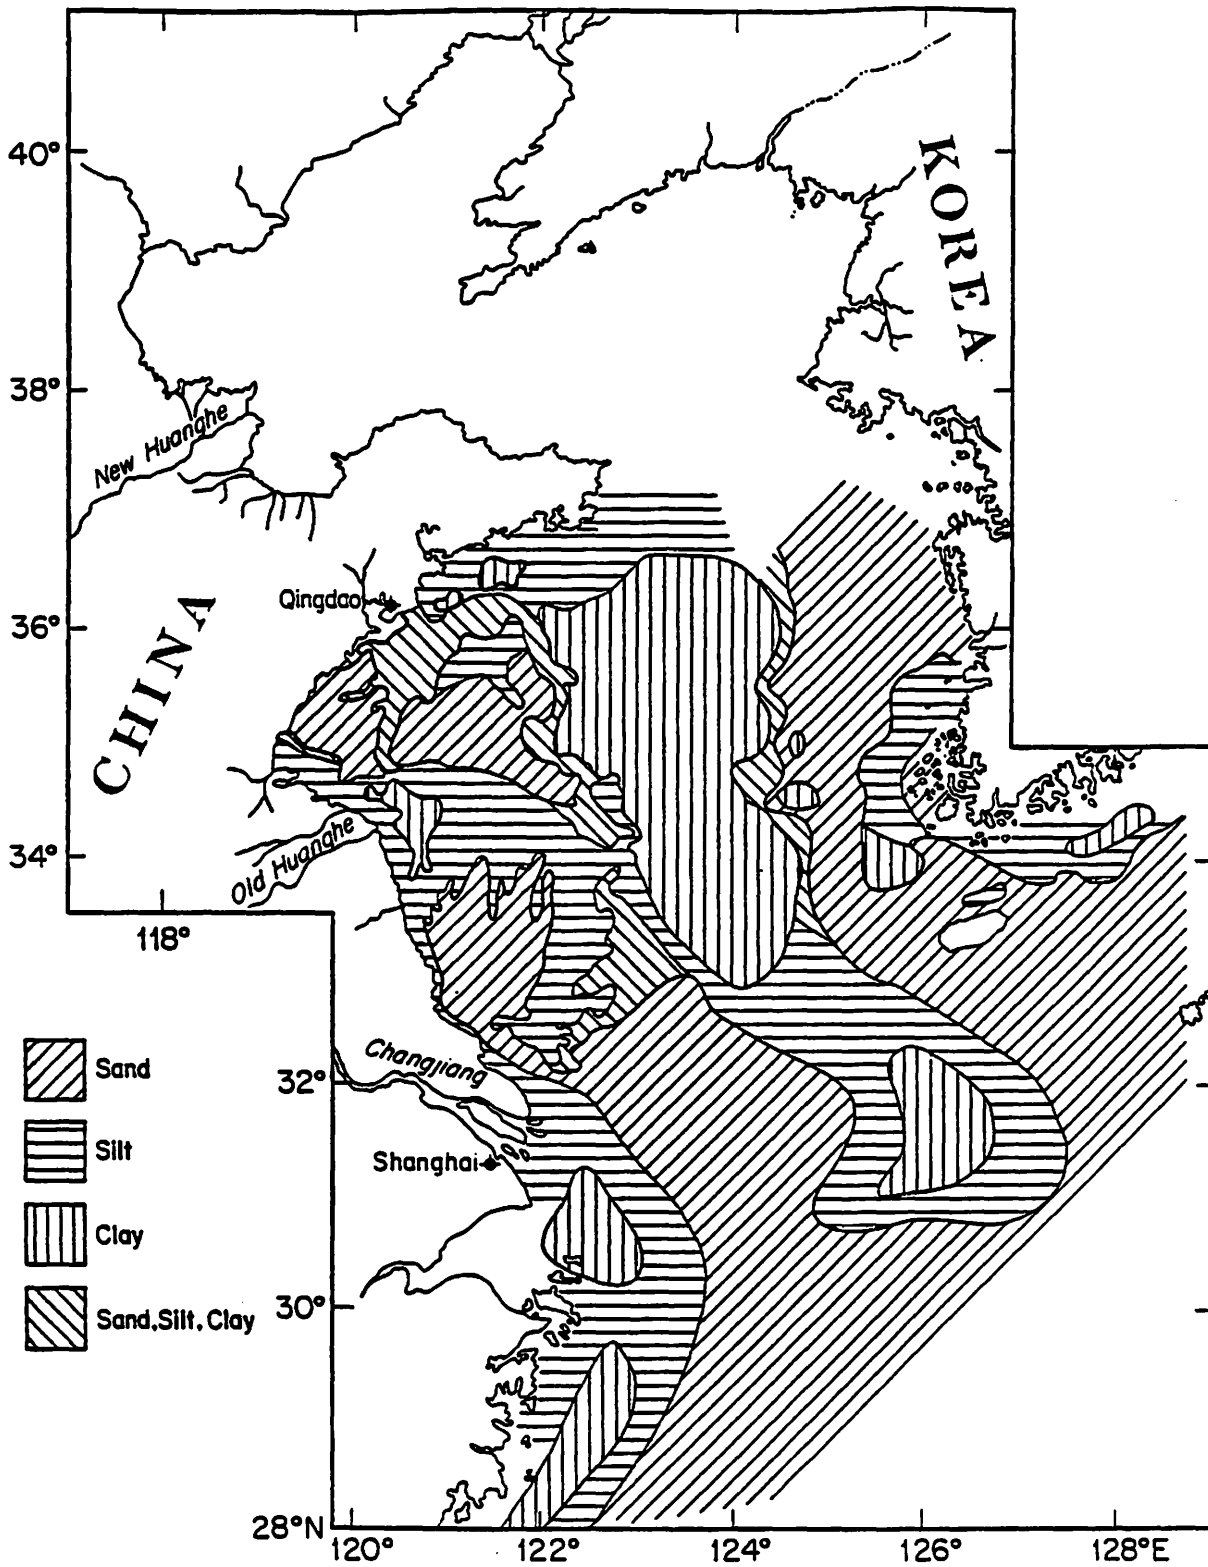 40°
KOREA
38°
New Huanghe
Qingdao
36°
CHINA
34°
Old Huanghe
118°
Sand
Changjiang
32°
Silt
Shanghai
Clay
30°
Sand, Silt, Clay
28°N
120°
122°
124°
126°
128°E